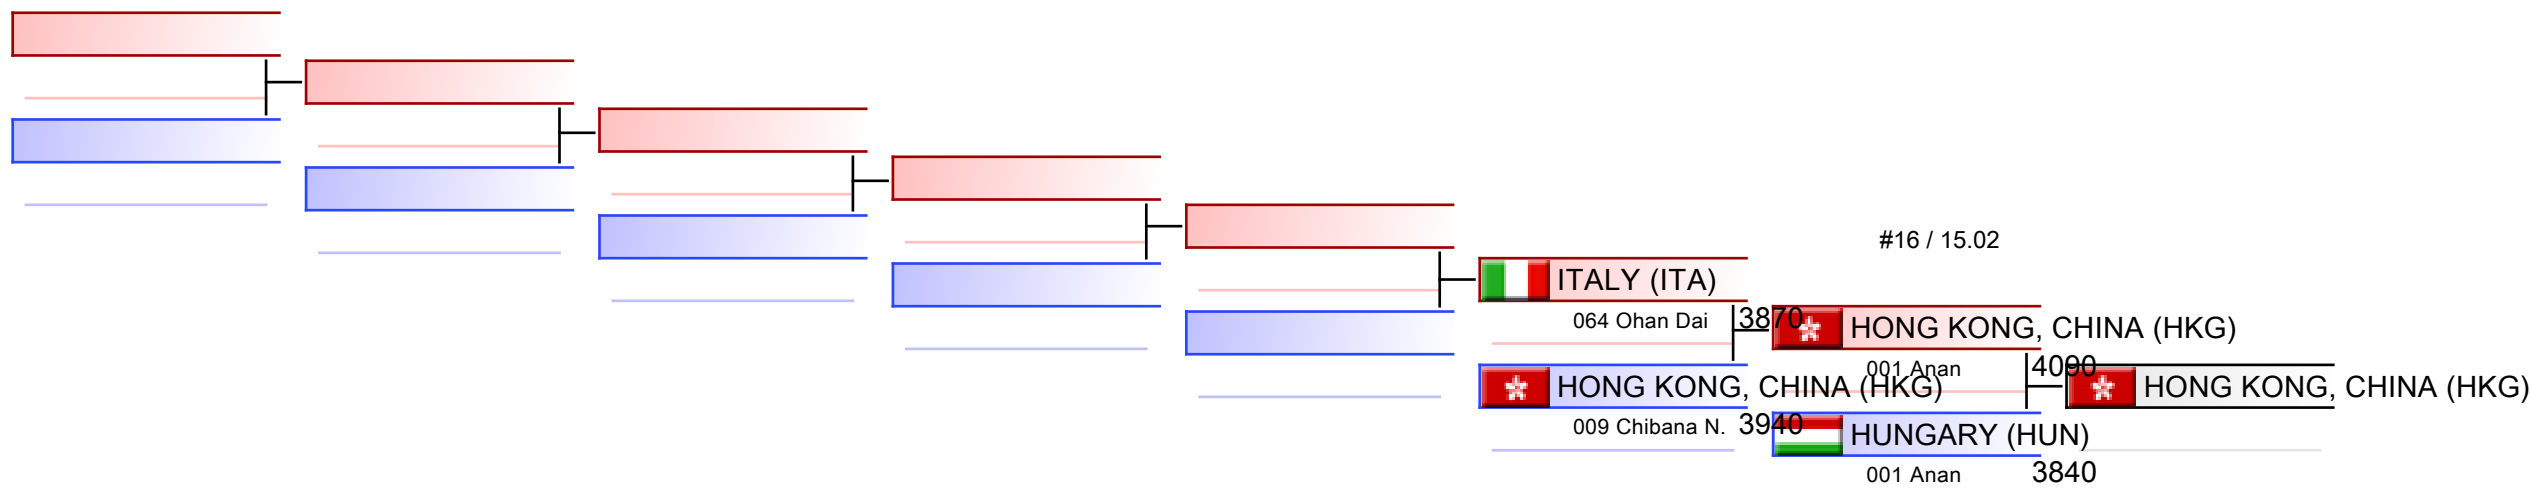 #16 / 15.02
ITALY (ITA)
064 Ohan Dai 3870
HONG KONG, CHINA (HKG)
001 Anan 4090
HONG KONG, CHINA (HKG)
009 Chibana N. 3940
HONG KONG, CHINA (HKG)
HUNGARY (HUN)
001 Anan 3840